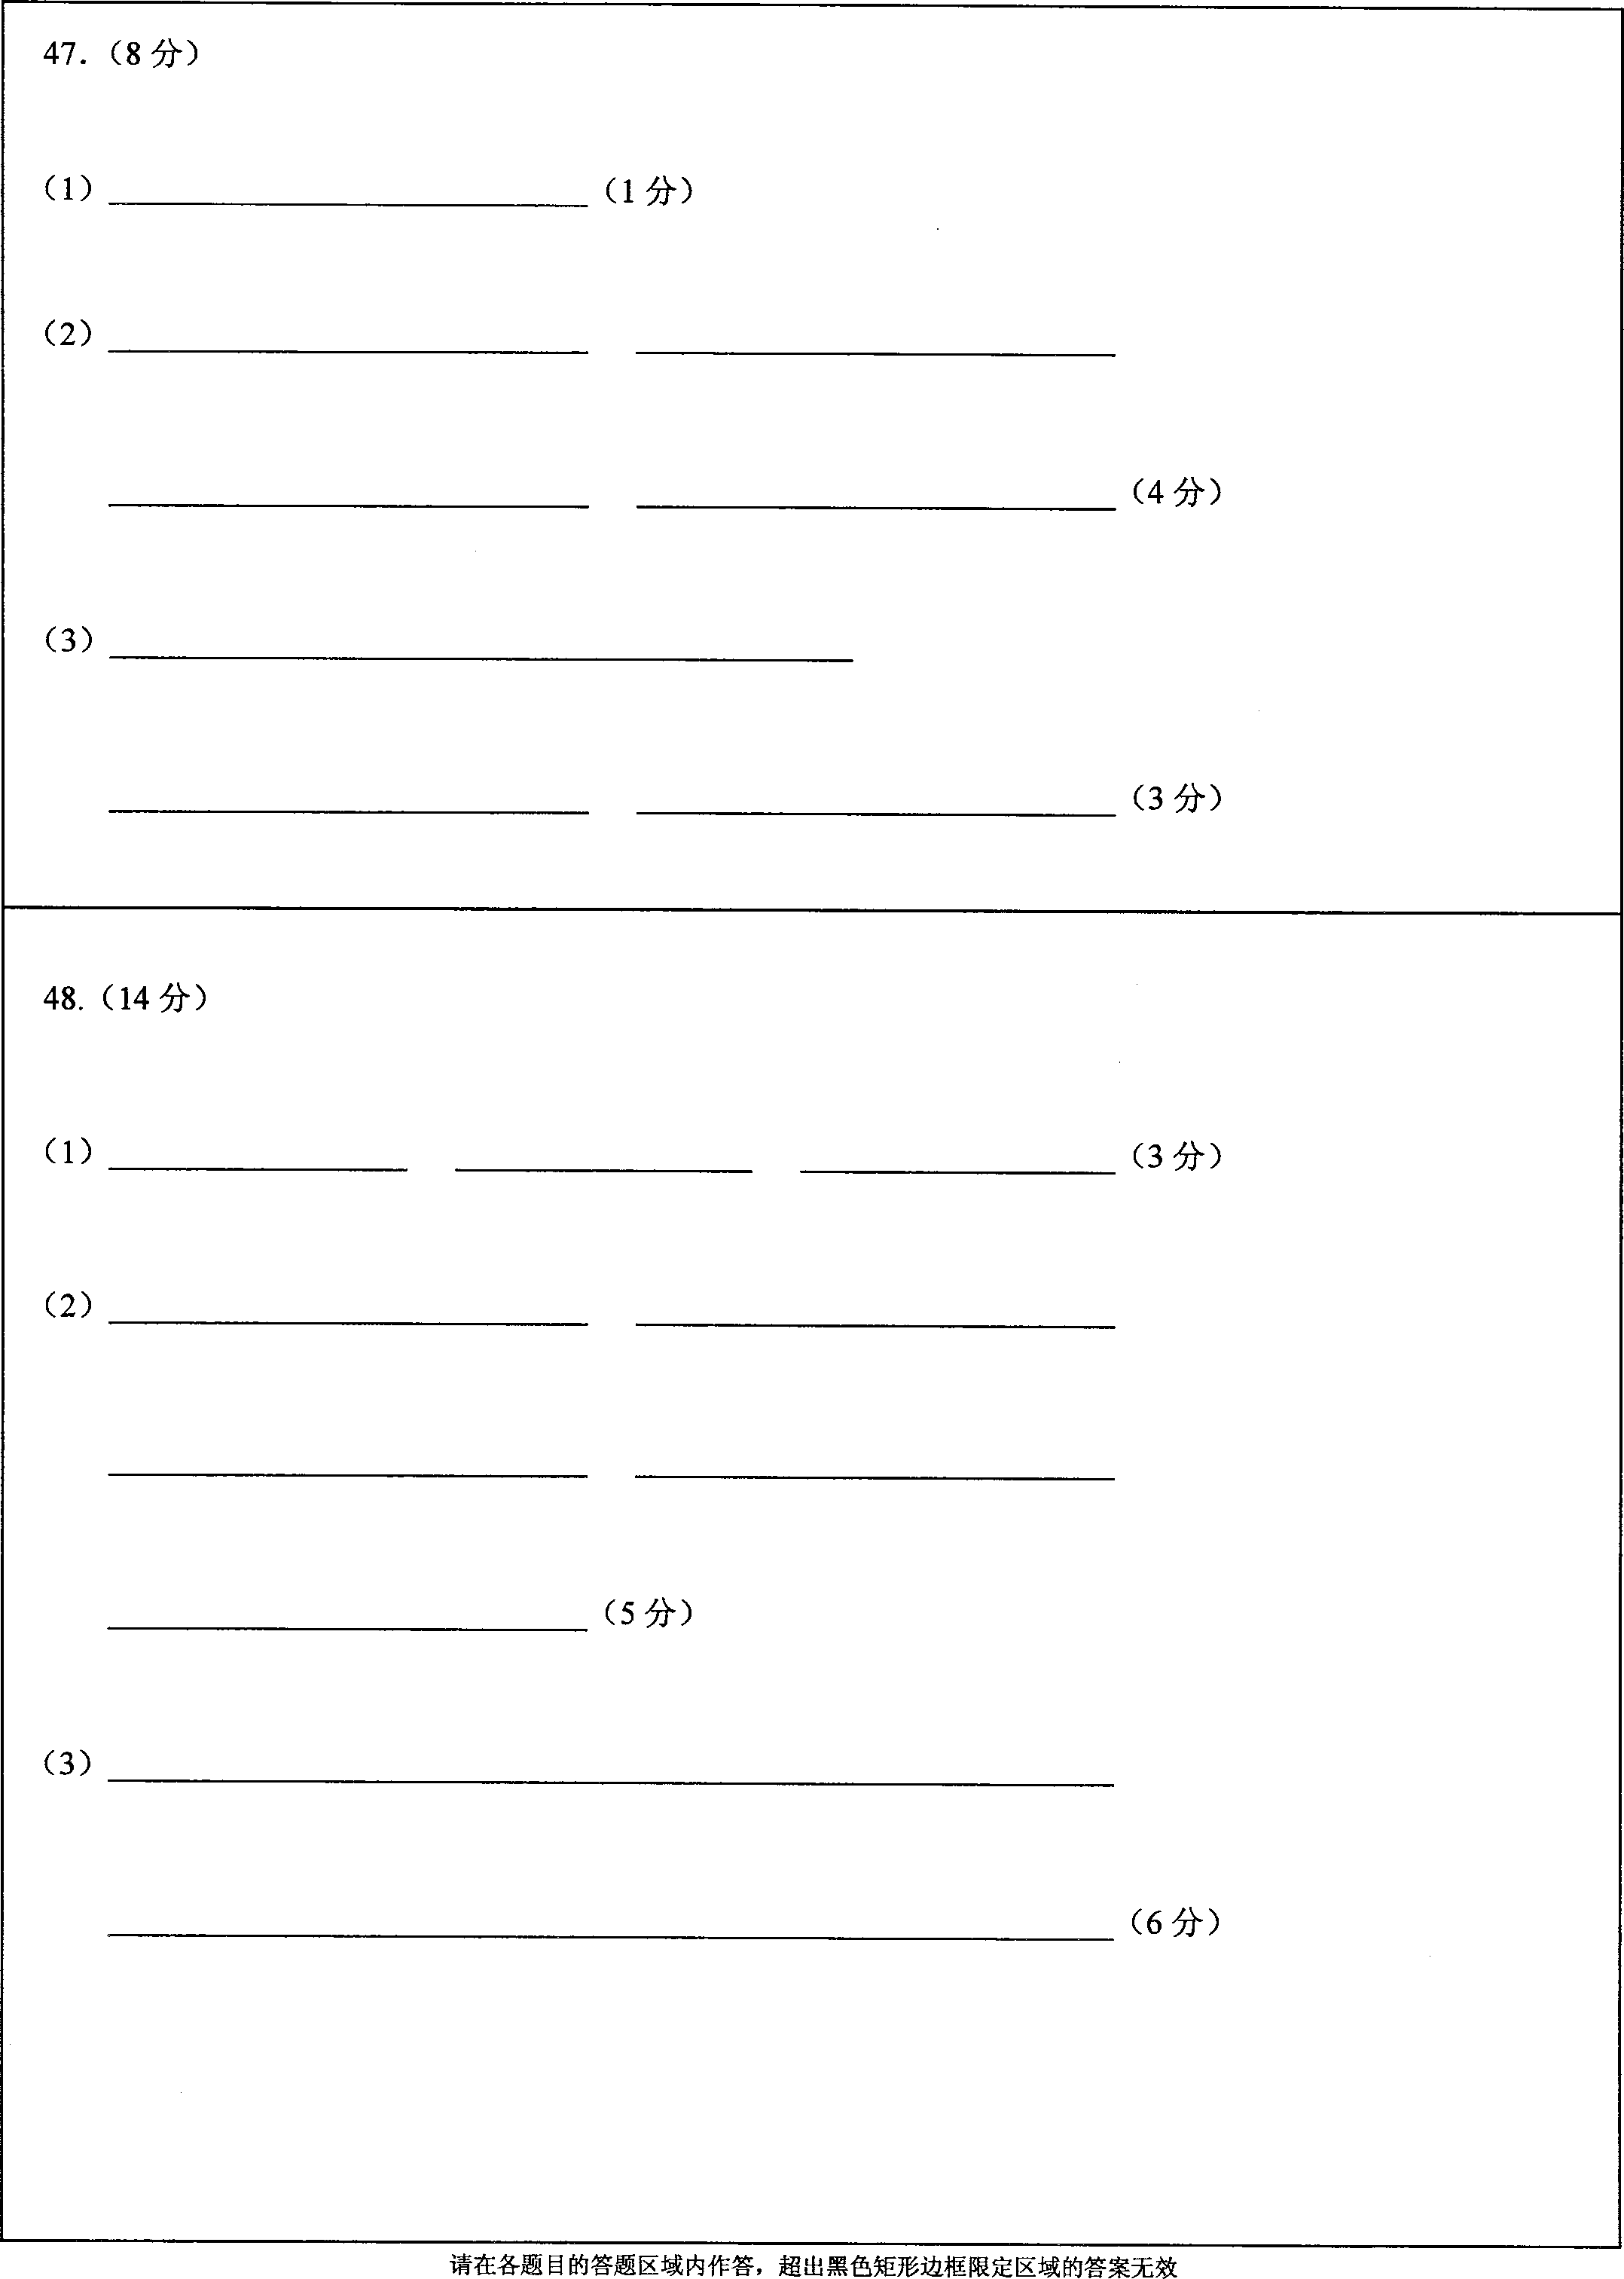 47.（8分）
（1）（1分）
（2）
（4分）
（3）
（3分）
48.（14分）
（1）（3分）
（2）
（5分）
（3）
（6分）
请在各题目的答题区域内作答，超出黑色矩形边框限定区域的答案无效